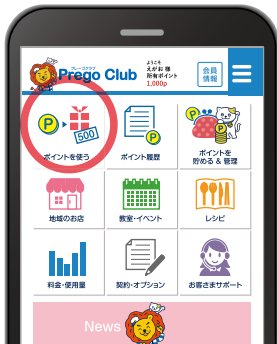 プレーゴクラブ
Prego Club
ようこそ
えがお 様
所有ポイント
1,000p
会員
情報
P
500
ポイントを使う
P
ポイント履歴
P
ポイントを
貯める & 管理
地域のお店
教室・イベント
レシピ
料金・使用量
契約・オプション
お客さまサポート
News